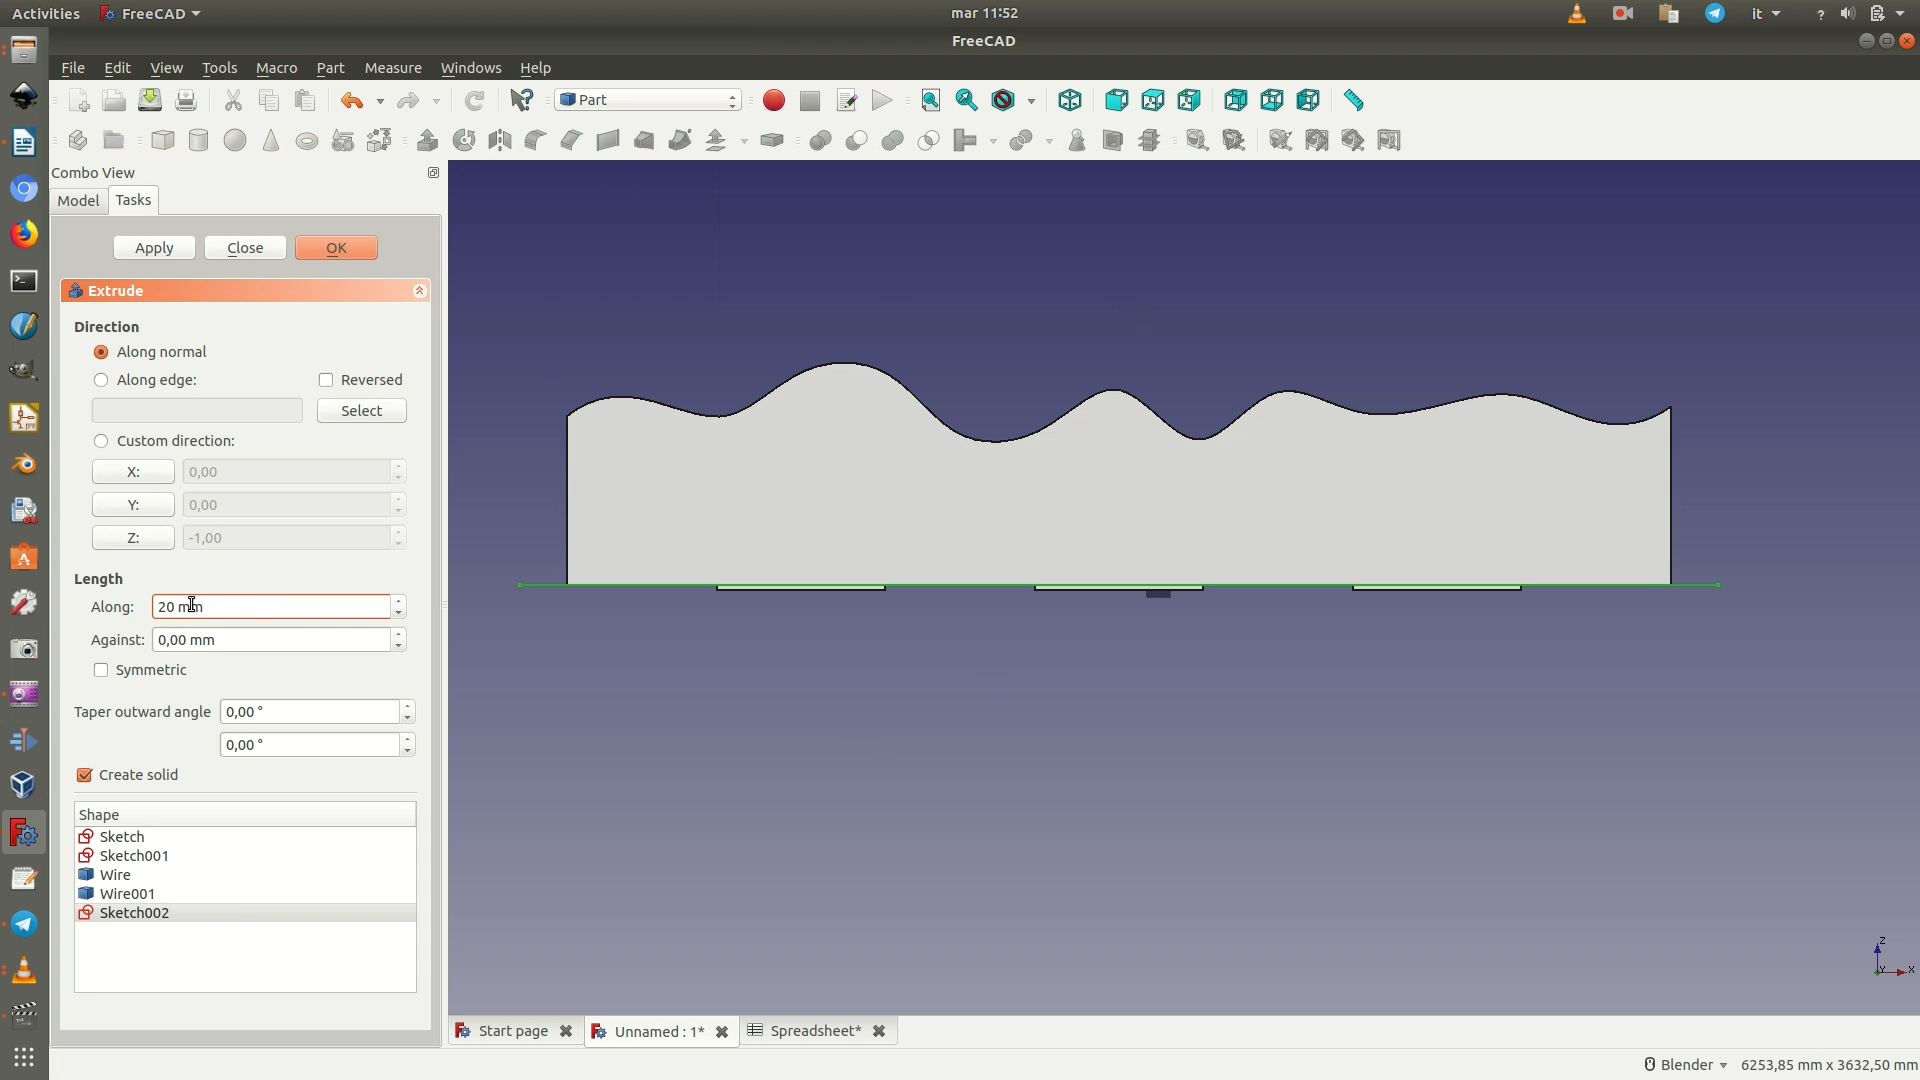 Activities FreeCAD mar 11:52 it ?
FreeCAD
File Edit View Tools Macro Part Measure Windows Help
Part
Combo View
Model Tasks
Apply Close OK
Extrude
Direction
Along normal
Along edge: Reversed
Select
Custom direction:
X: 0,00
Y: 0,00
Z: -1,00
Length
Along: 20 mm
Against: 0,00 mm
Symmetric
Taper outward angle 0,00 °
0,00 °
Create solid
Shape
Sketch
Sketch001
Wire
Wire001
Sketch002
Z
Y X
Start page Unnamed : 1* Spreadsheet*
Blender 6253,85 mm x 3632,50 mm